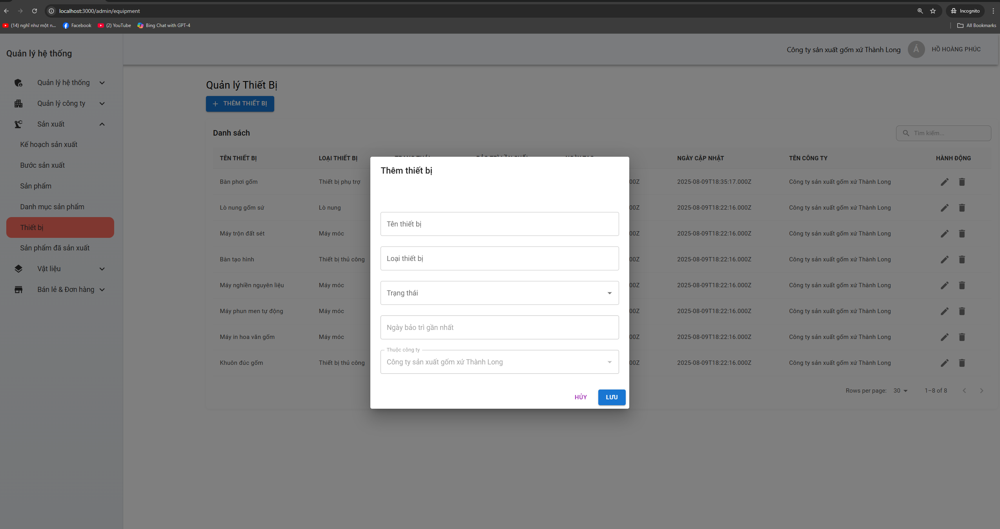 localhost:3000/admin/equipment
Incognito
(14) nghĩ như một n...
Facebook
(2) YouTube
Bing Chat with GPT-4
All Bookmarks
Quản lý hệ thống
Công ty sản xuất gốm xứ Thành Long
Á
HỒ HOÀNG PHÚC
Quản lý hệ thống
Quản lý công ty
Sản xuất
Kế hoạch sản xuất
Bước sản xuất
Sản phẩm
Danh mục sản phẩm
Thiết bị
Sản phẩm đã sản xuất
Vật liệu
Bán lẻ & Đơn hàng
Quản lý Thiết Bị
+ THÊM THIẾT BỊ
Danh sách
Tìm kiếm...
TÊN THIẾT BỊ LOẠI THIẾT BỊ NGÀY CẬP NHẬT TÊN CÔNG TY HÀNH ĐỘNG
Bàn phơi gốm Thiết bị phụ trợ 00Z 2025-08-09T18:35:17.000Z Công ty sản xuất gốm xứ Thành Long
Lò nung gốm sứ Lò nung 00Z 2025-08-09T18:22:16.000Z Công ty sản xuất gốm xứ Thành Long
Máy trộn đất sét Máy móc 00Z 2025-08-09T18:22:16.000Z Công ty sản xuất gốm xứ Thành Long
Bàn tạo hình Thiết bị thủ công 00Z 2025-08-09T18:22:16.000Z Công ty sản xuất gốm xứ Thành Long
Máy nghiền nguyên liệu Máy móc 00Z 2025-08-09T18:22:16.000Z Công ty sản xuất gốm xứ Thành Long
Máy phun men tự động Máy móc 00Z 2025-08-09T18:22:16.000Z Công ty sản xuất gốm xứ Thành Long
Máy in hoa văn gốm Máy móc 00Z 2025-08-09T18:22:16.000Z Công ty sản xuất gốm xứ Thành Long
Khuôn đúc gốm Thiết bị thủ công 00Z 2025-08-09T18:22:16.000Z Công ty sản xuất gốm xứ Thành Long
Rows per page: 30 1–8 of 8
Thêm thiết bị
Tên thiết bị
Loại thiết bị
Trạng thái
Ngày bảo trì gần nhất
Thuộc công ty
Công ty sản xuất gốm xứ Thành Long
HỦY
LƯU